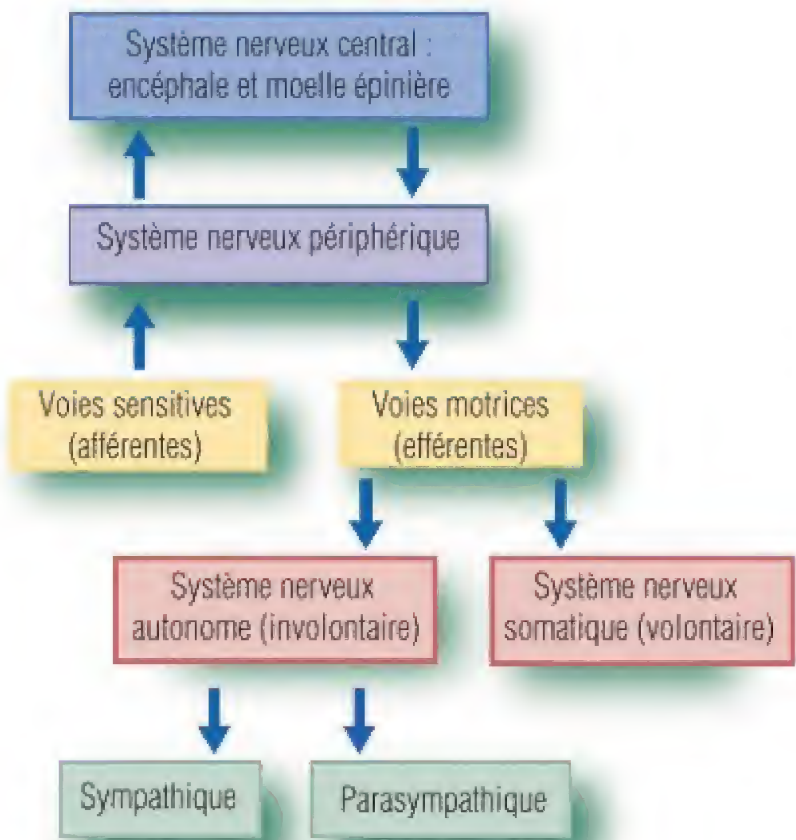 Système nerveux central :
encéphale et moelle épinière
Système nerveux périphérique
Voies sensitives
(afférentes)
Voies motrices
(efférentes)
Système nerveux
autonome (involontaire)
Système nerveux
somatique (volontaire)
Sympathique
Parasympathique